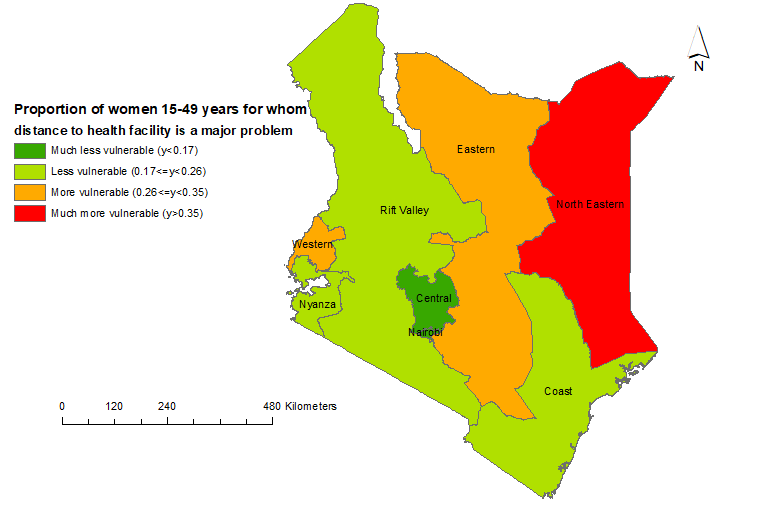 N
Proportion of women 15-49 years for whom
distance to health facility is a major problem
Much less vulnerable (y<0.17)
Less vulnerable (0.17<=y<0.26)
More vulnerable (0.26<=y<0.35)
Much more vulnerable (y>0.35)
Eastern
North Eastern
Rift Valley
Western
Central
Nyanza
Nairobi
Coast
0 120 240 480 Kilometers